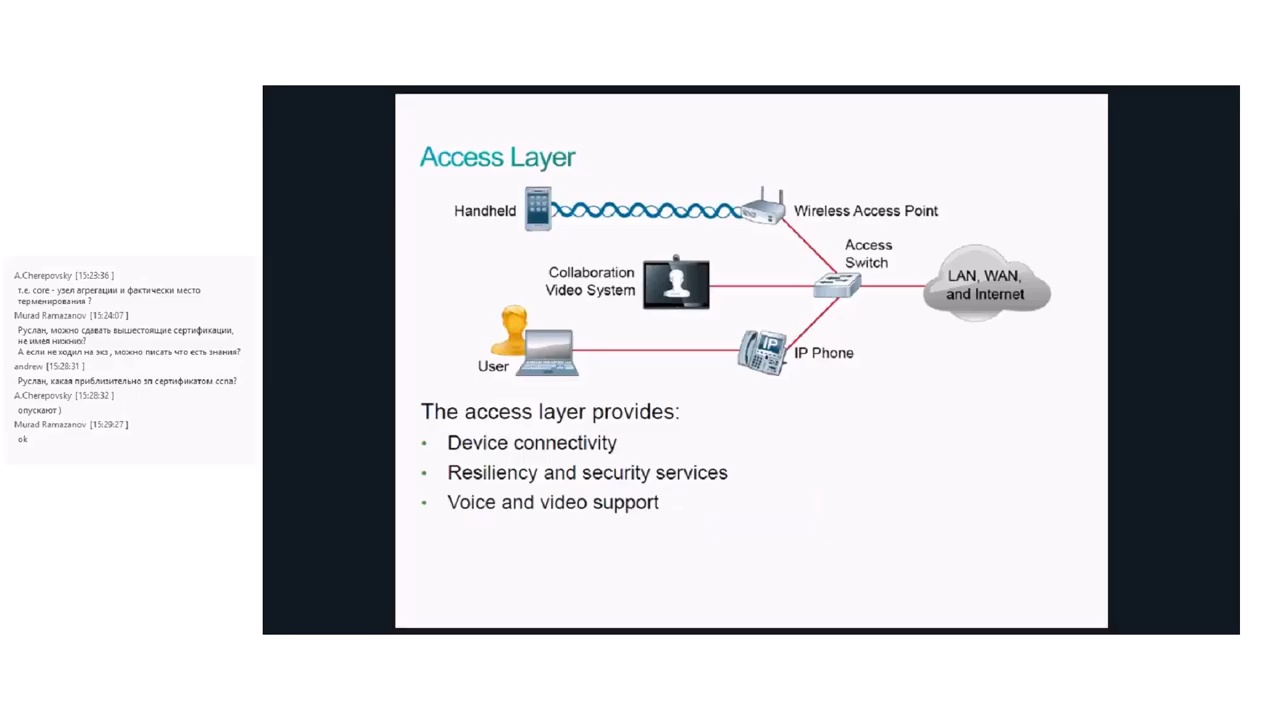 A.Cherepovsky [15:23:36 ]
т.е. core - узел агрегации и фактически место
терменирования ?
Murad Ramazanov [15:24:07 ]
Руслан, можно сдавать вышестоящие сертификации,
не имея нижних?
А если не ходил на экз , можно писать что есть знания?
andrew [15:28:31 ]
Руслан, какая приблизительно зп сертификатом ccna?
A.Cherepovsky [15:28:32 ]
опускают )
Murad Ramazanov [15:29:27 ]
ok
Access Layer
Handheld
Wireless Access Point
Access
Switch
Collaboration
Video System
LAN, WAN,
and Internet
User
IP
IP Phone
The access layer provides:
• Device connectivity
• Resiliency and security services
• Voice and video support